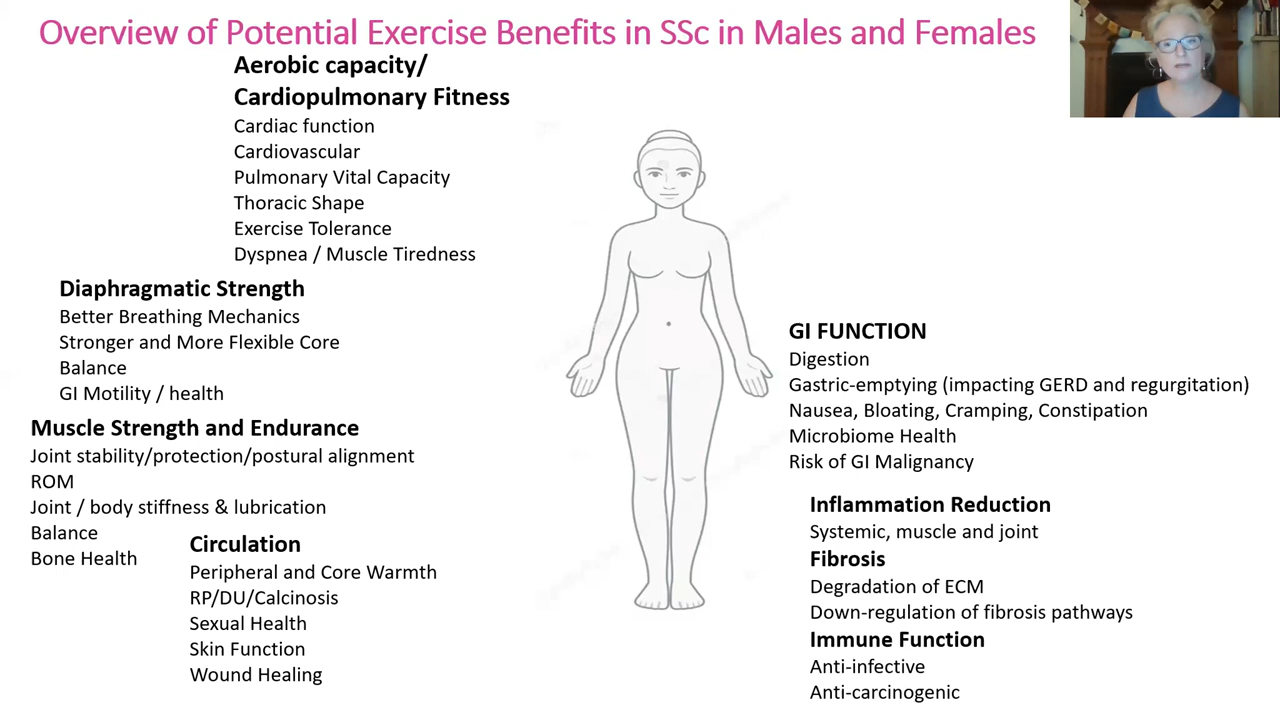 Overview of Potential Exercise Benefits in SSc in Males and Females
Aerobic capacity/
Cardiopulmonary Fitness
Cardiac function
Cardiovascular
Pulmonary Vital Capacity
Thoracic Shape
Exercise Tolerance
Dyspnea / Muscle Tiredness
Diaphragmatic Strength
Better Breathing Mechanics
Stronger and More Flexible Core
Balance
GI Motility / health
Muscle Strength and Endurance
Joint stability/protection/postural alignment
ROM
Joint / body stiffness & lubrication
Balance
Bone Health
Circulation
Peripheral and Core Warmth
RP/DU/Calcinosis
Sexual Health
Skin Function
Wound Healing
GI FUNCTION
Digestion
Gastric-emptying (impacting GERD and regurgitation)
Nausea, Bloating, Cramping, Constipation
Microbiome Health
Risk of GI Malignancy
Inflammation Reduction
Systemic, muscle and joint
Fibrosis
Degradation of ECM
Down-regulation of fibrosis pathways
Immune Function
Anti-infective
Anti-carcinogenic